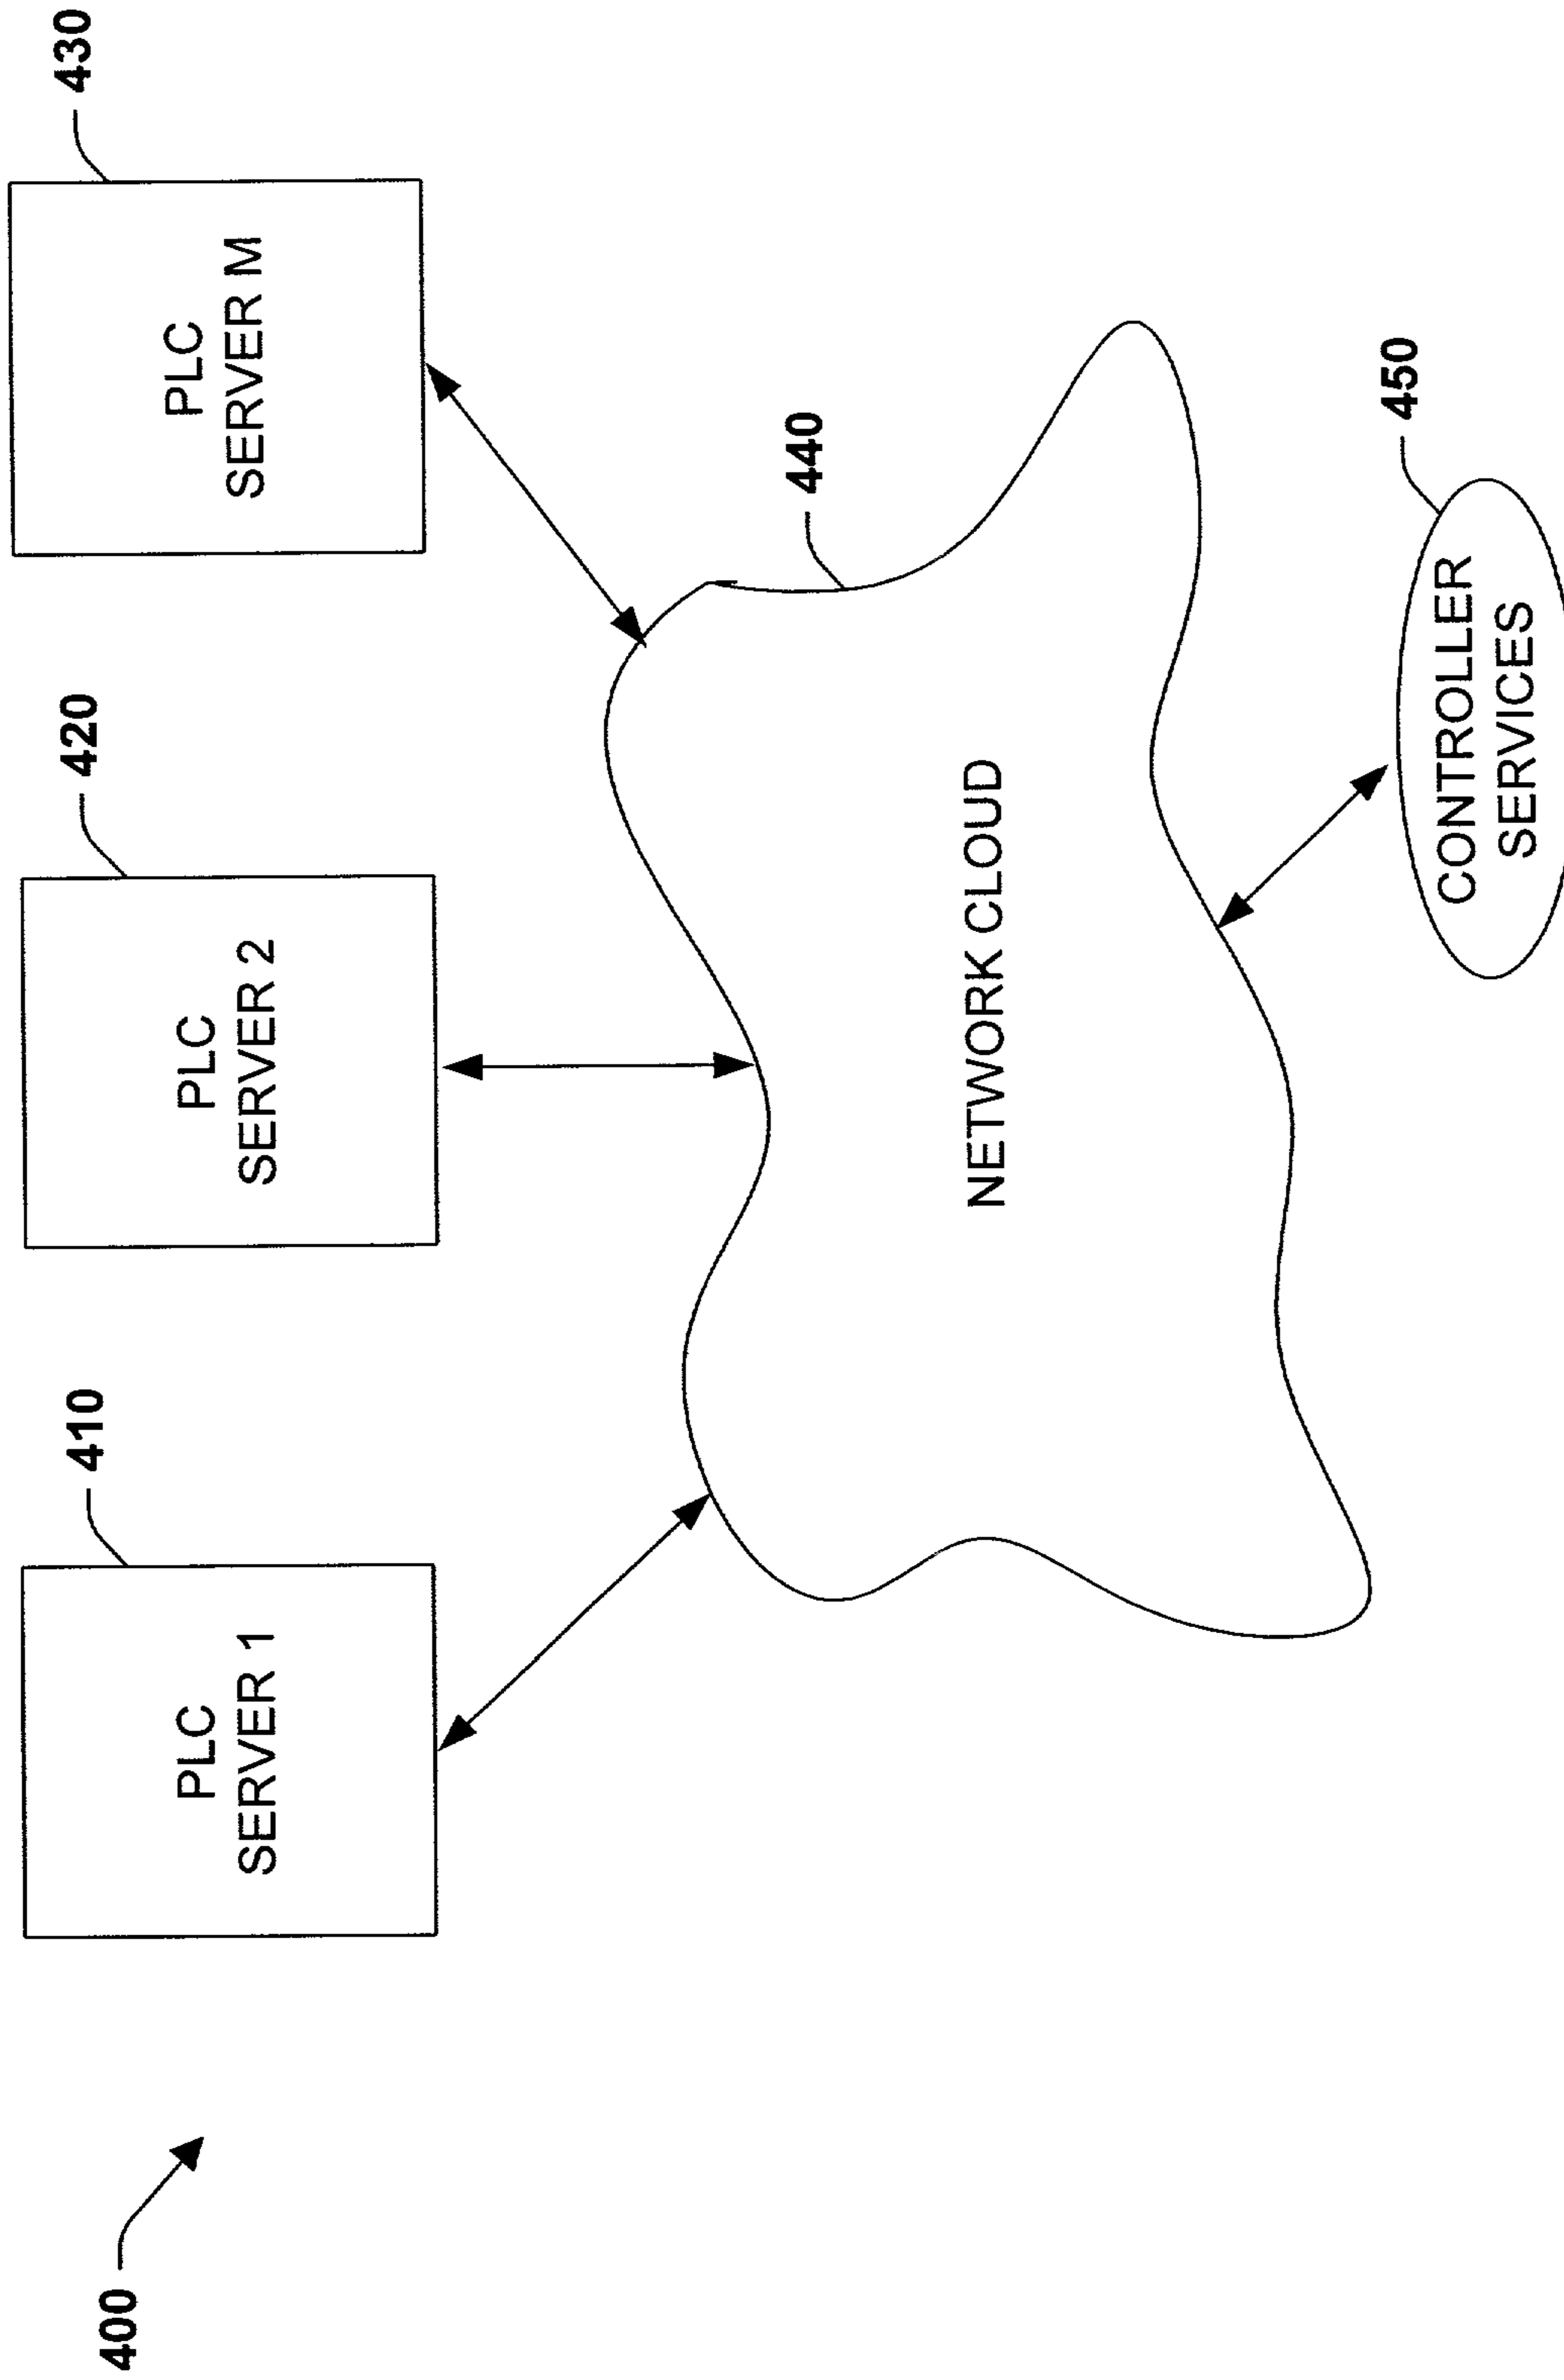 400
410
PLC
SERVER 1
420
PLC
SERVER 2
430
PLC
SERVER M
440
NETWORK CLOUD
450
CONTROLLER
SERVICES